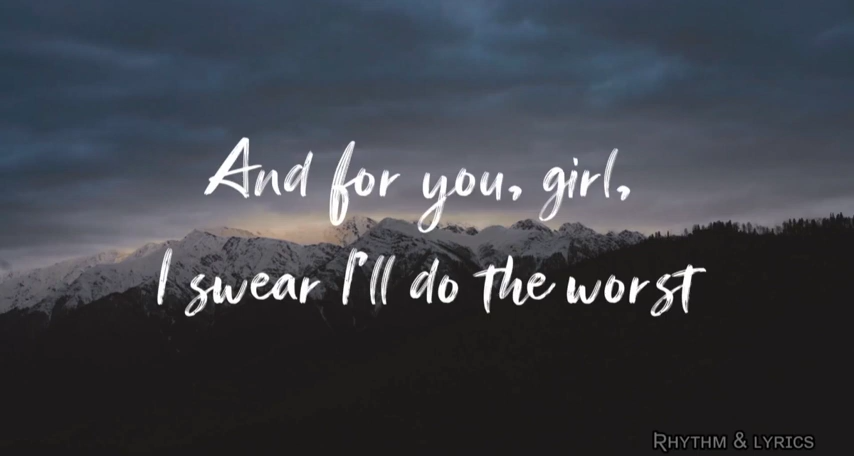 And for you, girl,
I swear I'll do the worst
Rhythm & lyrics